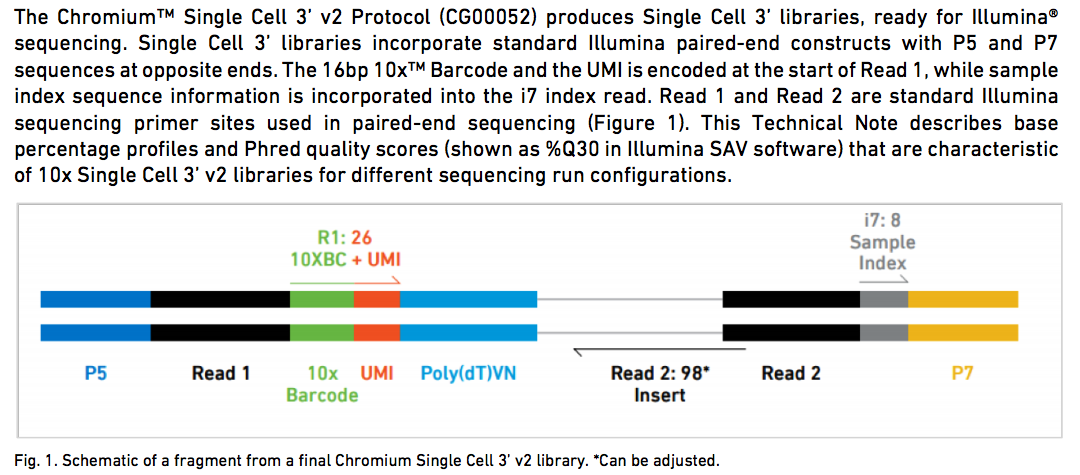 The Chromium™ Single Cell 3’ v2 Protocol (CG00052) produces Single Cell 3’ libraries, ready for Illumina®
sequencing. Single Cell 3’ libraries incorporate standard Illumina paired-end constructs with P5 and P7
sequences at opposite ends. The 16bp 10x™ Barcode and the UMI is encoded at the start of Read 1, while sample
index sequence information is incorporated into the i7 index read. Read 1 and Read 2 are standard Illumina
sequencing primer sites used in paired-end sequencing (Figure 1). This Technical Note describes base
percentage profiles and Phred quality scores (shown as %Q30 in Illumina SAV software) that are characteristic
of 10x Single Cell 3’ v2 libraries for different sequencing run configurations.
R1: 26
10XBC + UMI
i7: 8
Sample
Index
P5
Read 1
10x
Barcode
UMI
Poly(dT)VN
Read 2: 98*
Insert
Read 2
P7
Fig. 1. Schematic of a fragment from a final Chromium Single Cell 3’ v2 library. *Can be adjusted.